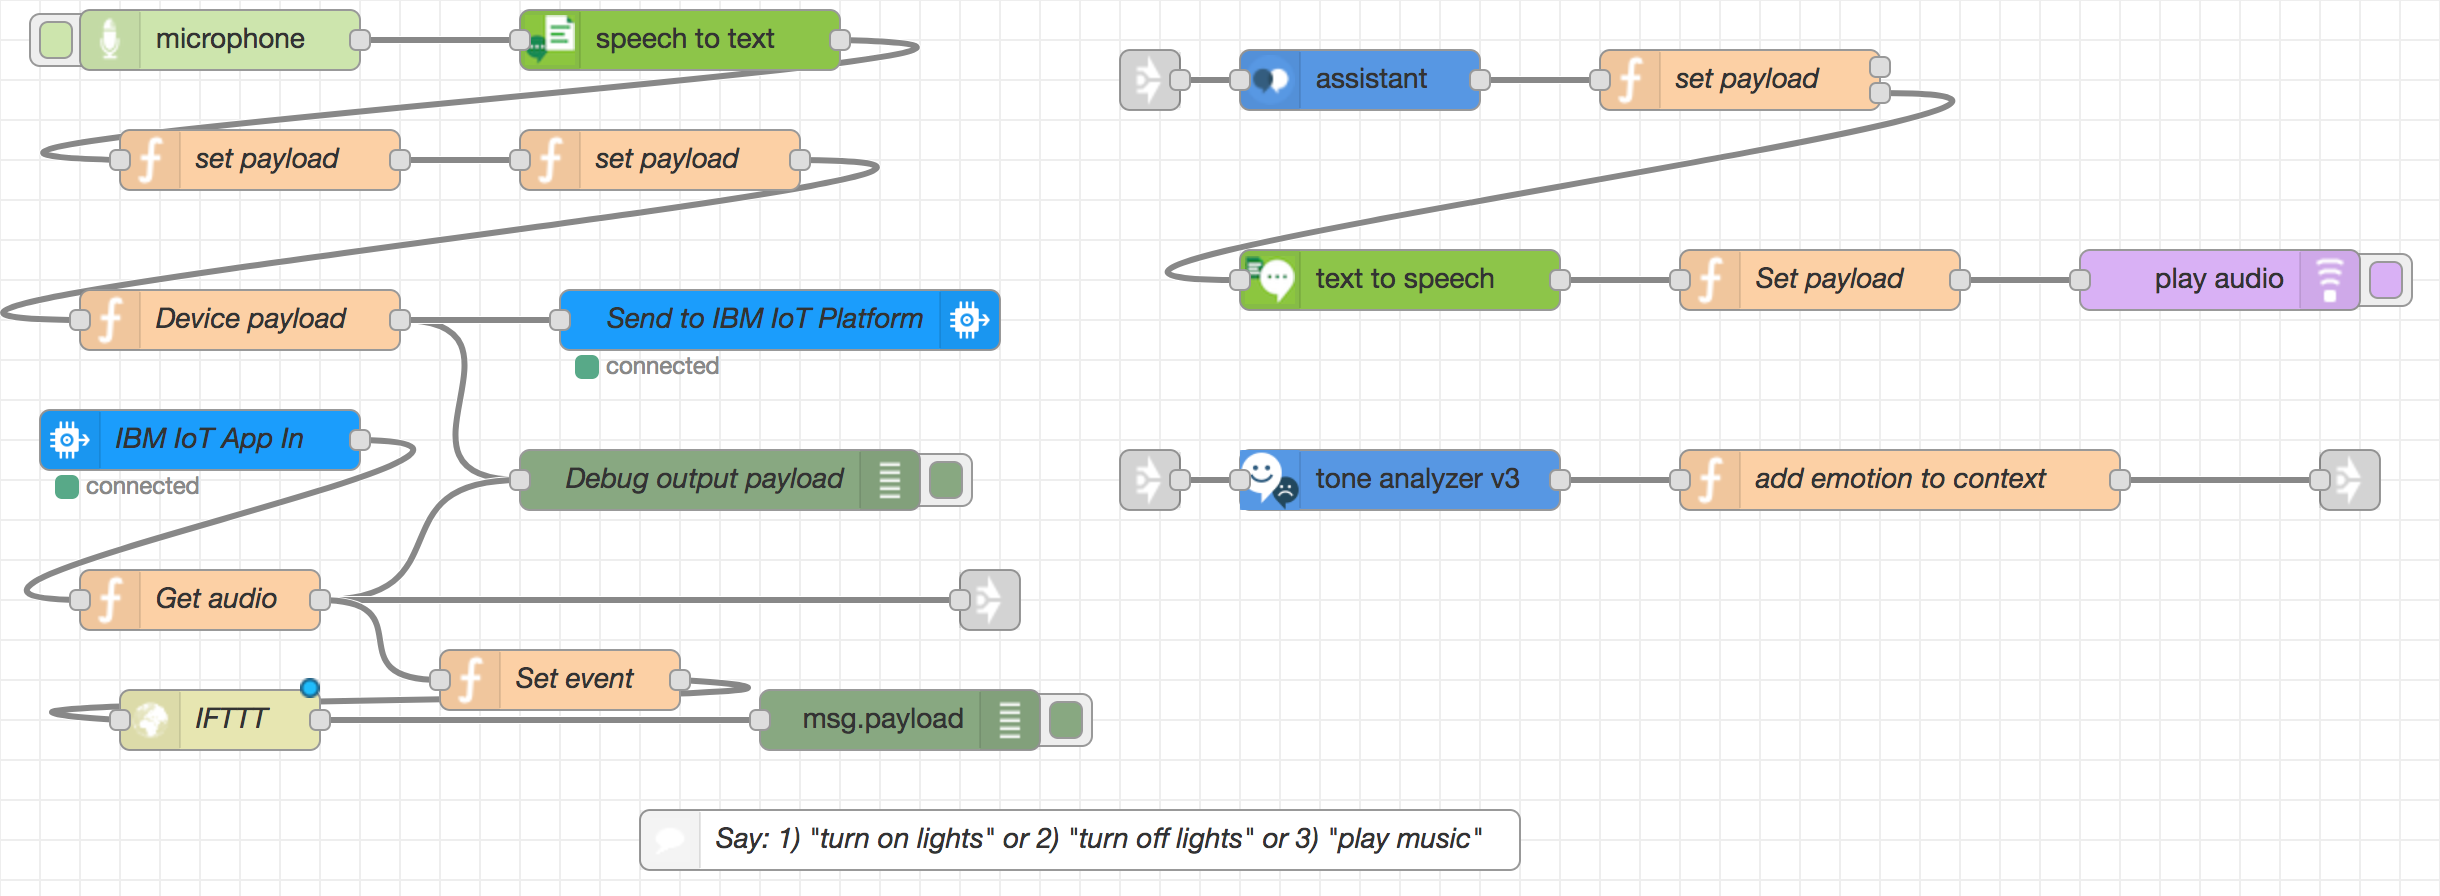 microphone
speech to text
assistant
set payload
set payload
set payload
text to speech
Set payload
play audio
Device payload
Send to IBM IoT Platform
connected
IBM IoT App In
connected
Debug output payload
tone analyzer v3
add emotion to context
Get audio
Set event
IFTTT
msg.payload
Say: 1) "turn on lights" or 2) "turn off lights" or 3) "play music"